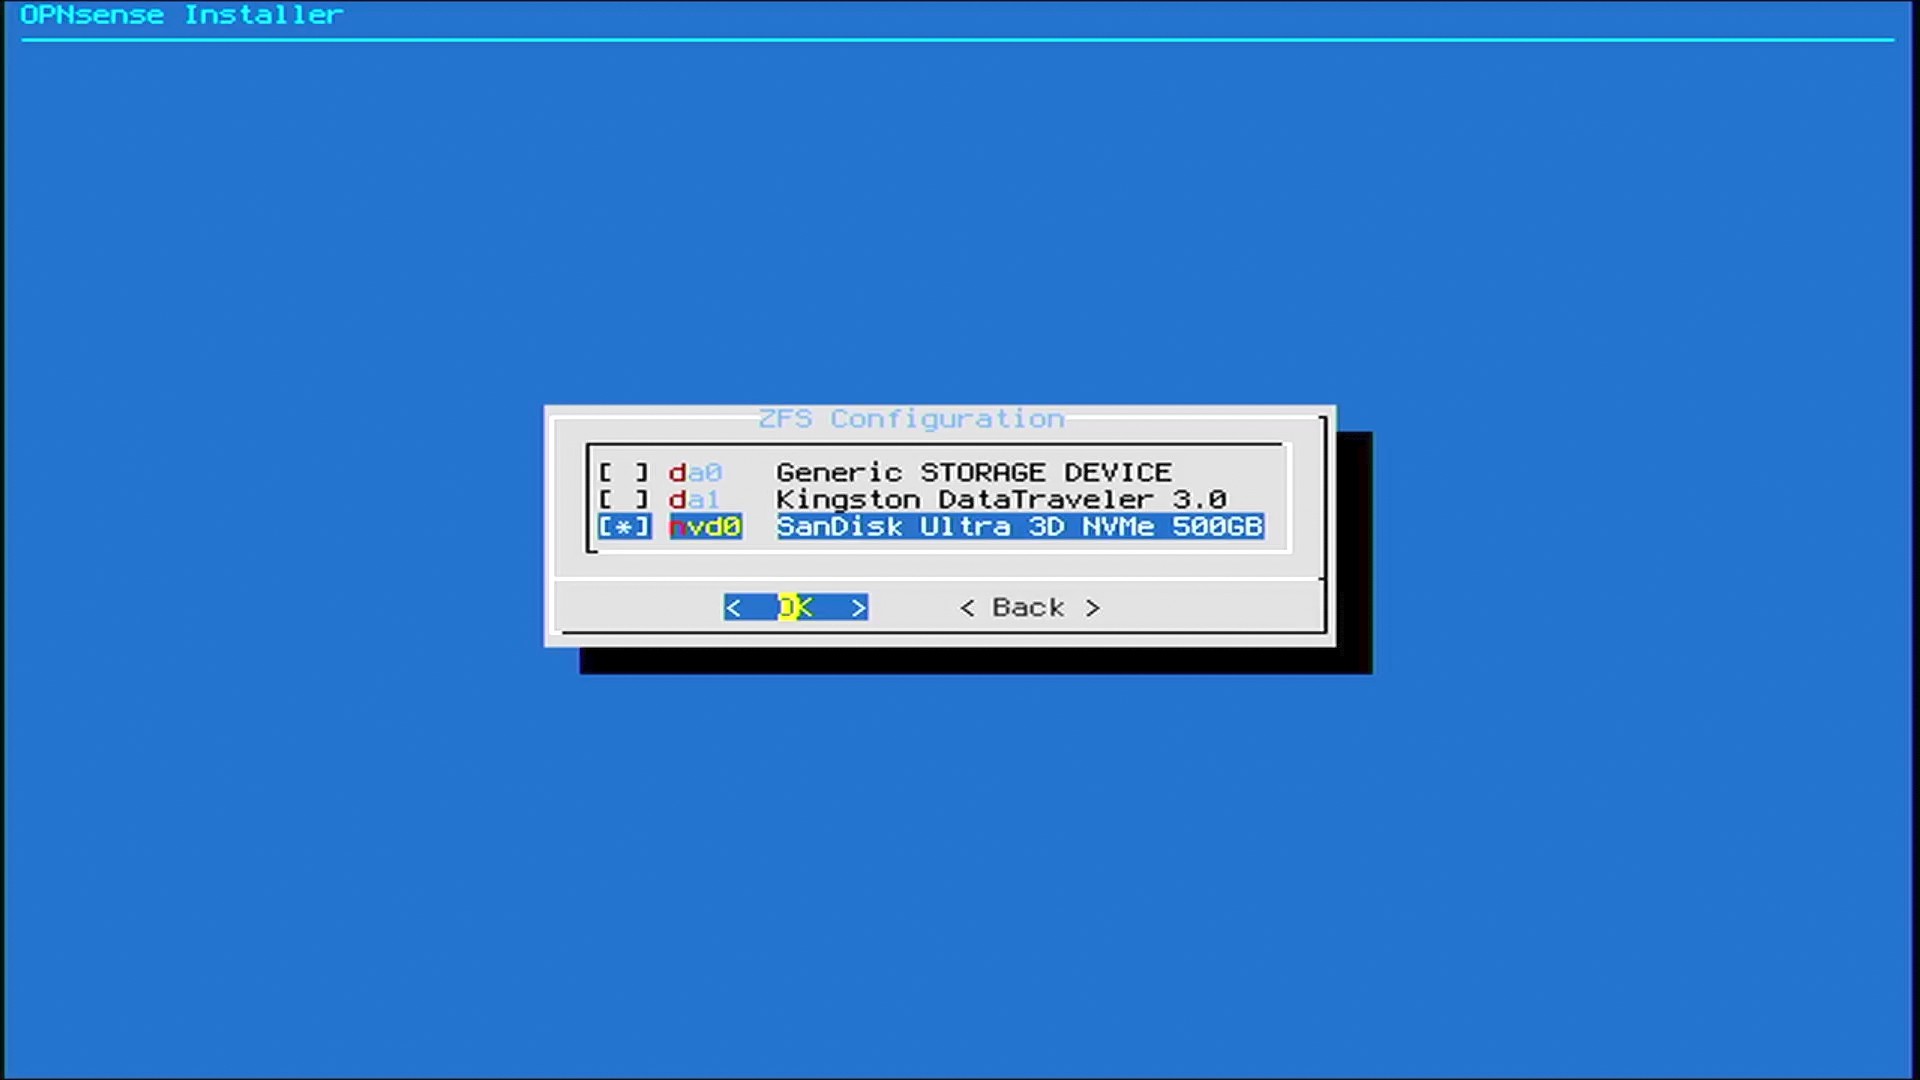 OPNsense Installer
ZFS Configuration
[ ] da0 Generic STORAGE DEVICE
[ ] da1 Kingston DataTraveler 3.0
[*] nvd0 SanDisk Ultra 3D NVMe 500GB
< OK > < Back >